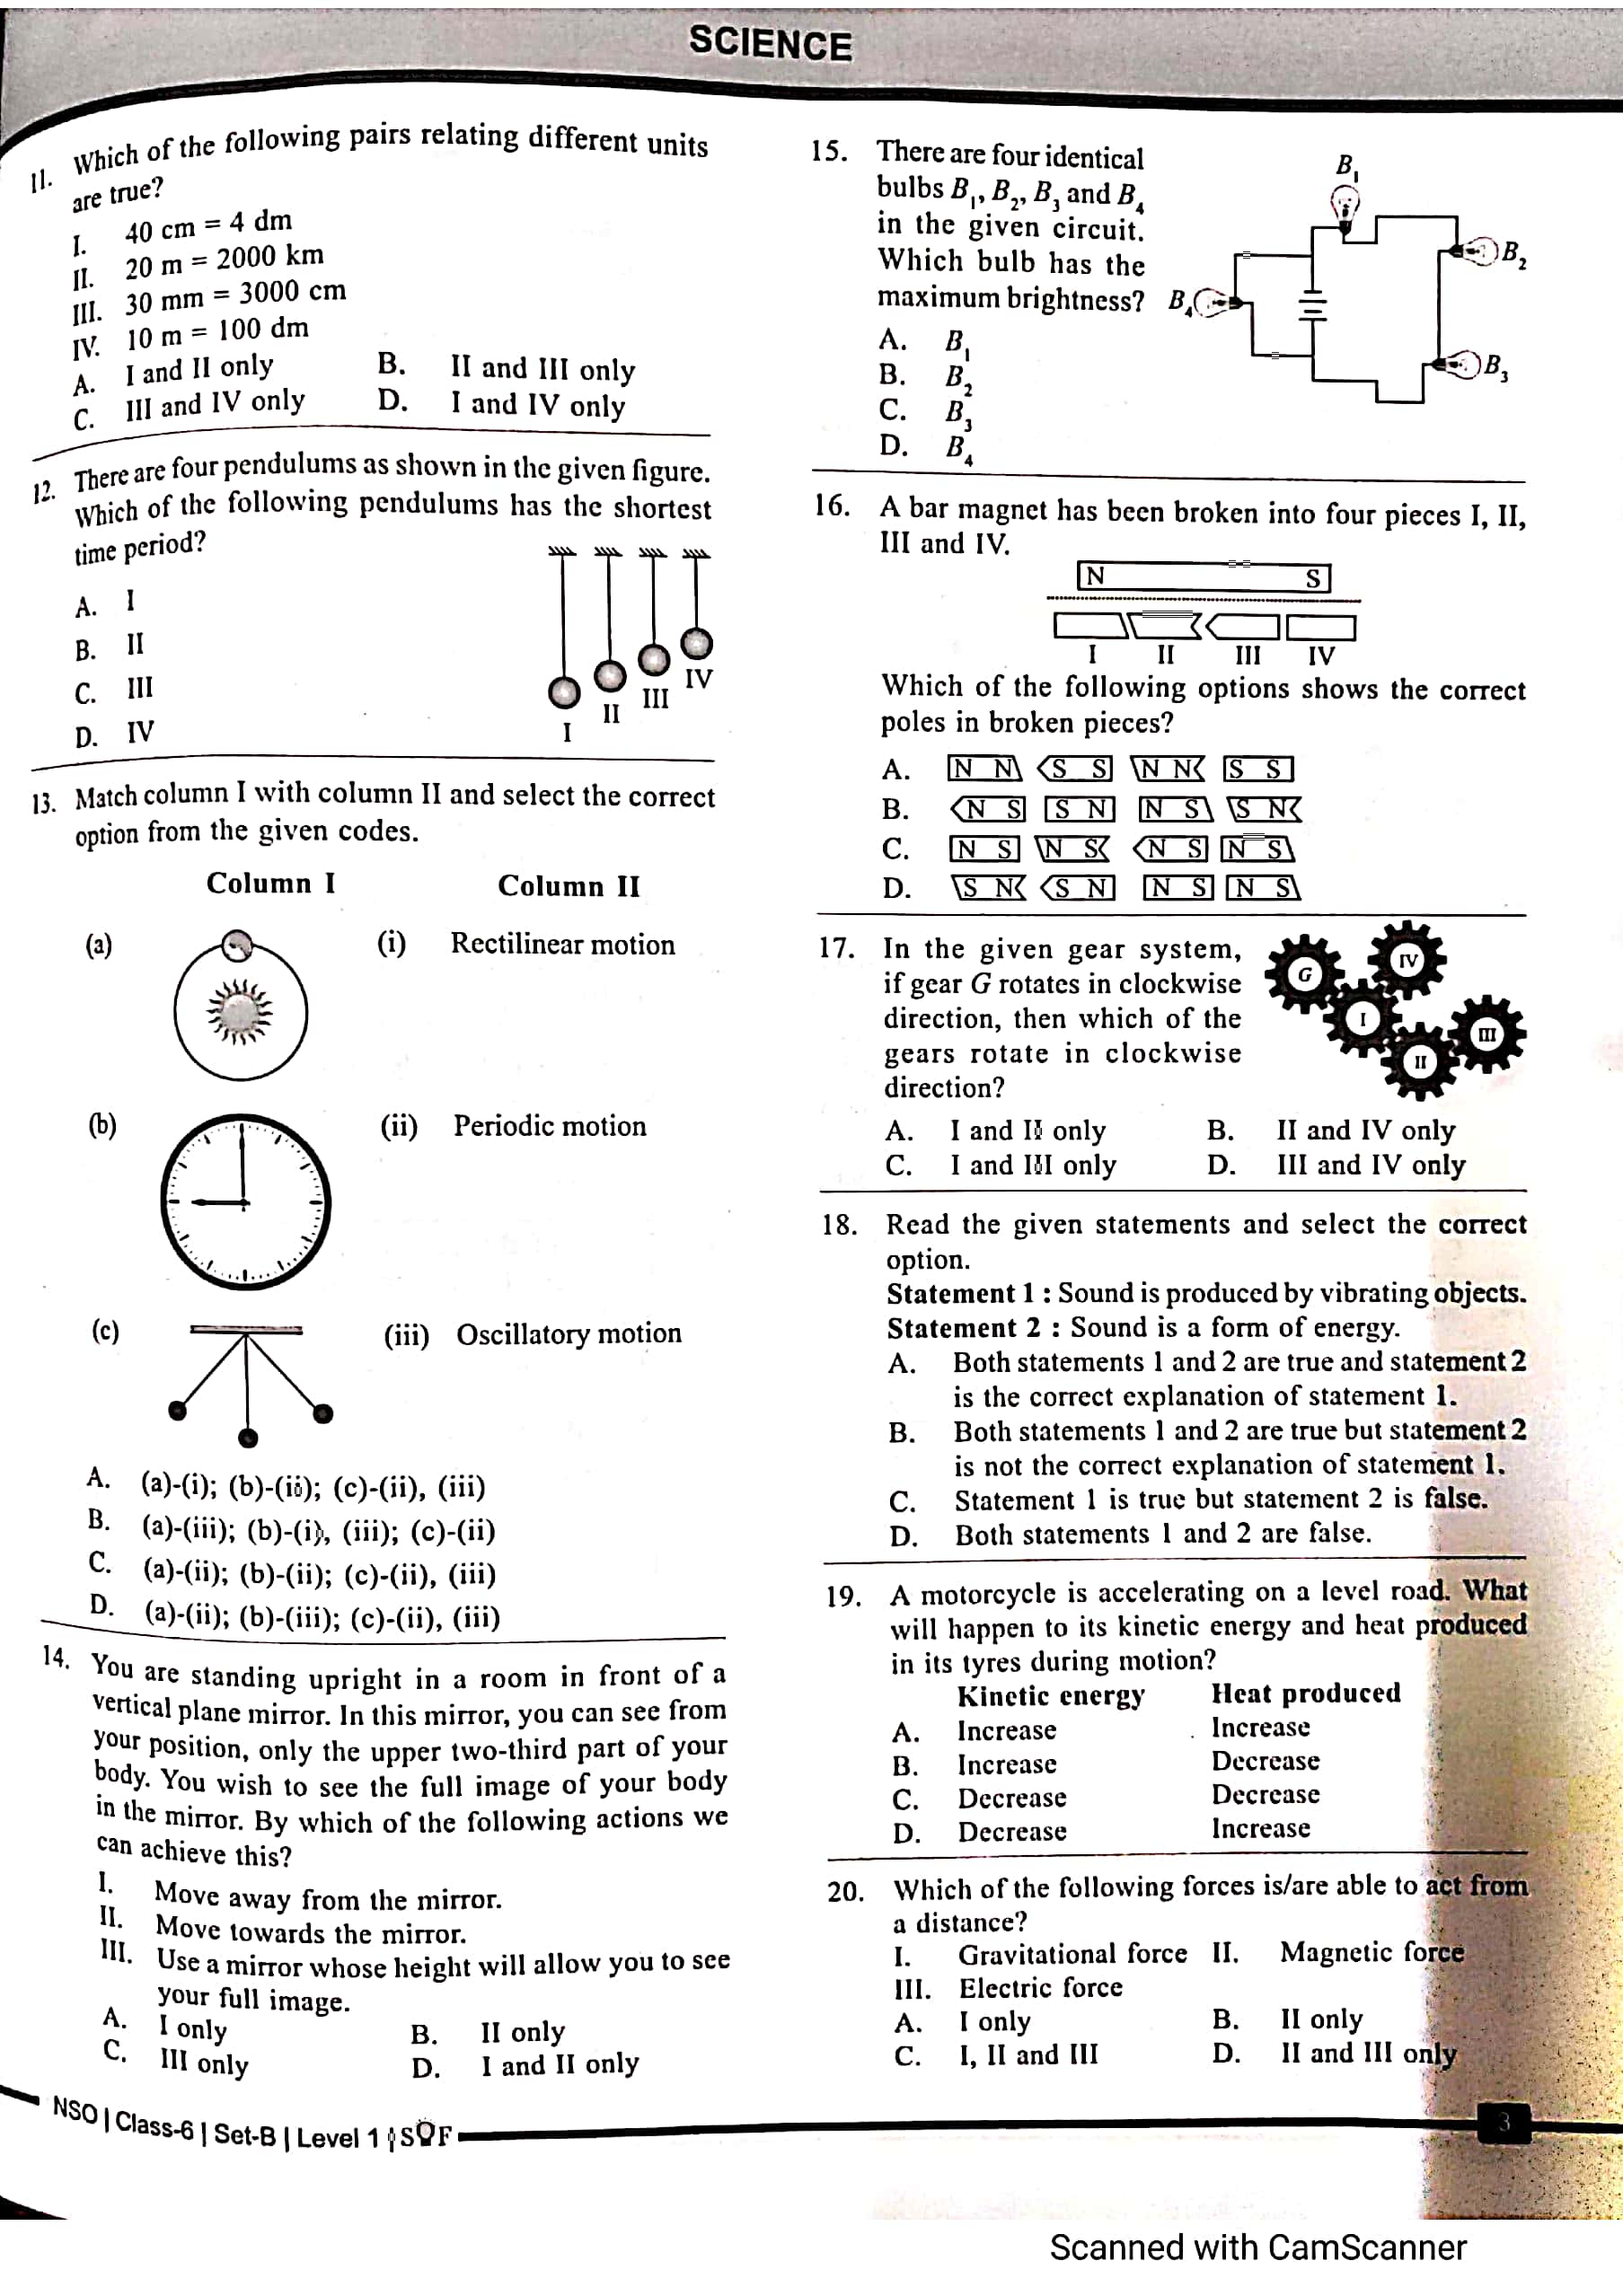 SCIENCE
11. Which of the following pairs relating different units
are true?
I. 40 cm = 4 dm
II. 20 m = 2000 km
III. 30 mm = 3000 cm
IV. 10 m = 100 dm
A. I and II only B. II and III only
C. III and IV only D. I and IV only
12. There are four pendulums as shown in the given figure.
Which of the following pendulums has the shortest
time period?
A. I
B. II
C. III
D. IV
I II III IV
13. Match column I with column II and select the correct
option from the given codes.
Column I Column II
(a) (i) Rectilinear motion
(b) (ii) Periodic motion
(c) (iii) Oscillatory motion
A. (a)-(i); (b)-(ii); (c)-(ii), (iii)
B. (a)-(iii); (b)-(i), (iii); (c)-(ii)
C. (a)-(ii); (b)-(ii); (c)-(ii), (iii)
D. (a)-(ii); (b)-(iii); (c)-(ii), (iii)
14. You are standing upright in a room in front of a
vertical plane mirror. In this mirror, you can see from
your position, only the upper two-third part of your
body. You wish to see the full image of your body
in the mirror. By which of the following actions we
can achieve this?
I. Move away from the mirror.
II. Move towards the mirror.
III. Use a mirror whose height will allow you to see
your full image.
A. I only B. II only
C. III only D. I and II only
15. There are four identical
bulbs B1, B2, B3 and B4
in the given circuit.
Which bulb has the
maximum brightness?
A. B1
B. B2
C. B3
D. B4
B1
B2
B4
B3
16. A bar magnet has been broken into four pieces I, II,
III and IV.
N S
I II III IV
Which of the following options shows the correct
poles in broken pieces?
A. N N S S N N S S
B. N S S N N S S N
C. N S N S N S N S
D. S N S N N S N S
17. In the given gear system,
if gear G rotates in clockwise
direction, then which of the
gears rotate in clockwise
direction?
G IV I III II
A. I and II only B. II and IV only
C. I and III only D. III and IV only
18. Read the given statements and select the correct
option.
Statement 1 : Sound is produced by vibrating objects.
Statement 2 : Sound is a form of energy.
A. Both statements 1 and 2 are true and statement 2
is the correct explanation of statement 1.
B. Both statements 1 and 2 are true but statement 2
is not the correct explanation of statement 1.
C. Statement 1 is true but statement 2 is false.
D. Both statements 1 and 2 are false.
19. A motorcycle is accelerating on a level road. What
will happen to its kinetic energy and heat produced
in its tyres during motion?
Kinetic energy Heat produced
A. Increase Increase
B. Increase Decrease
C. Decrease Decrease
D. Decrease Increase
20. Which of the following forces is/are able to act from
a distance?
I. Gravitational force II. Magnetic force
III. Electric force
A. I only B. II only
C. I, II and III D. II and III only
NSO | Class-6 | Set-B | Level 1 | SOF
3
Scanned with CamScanner